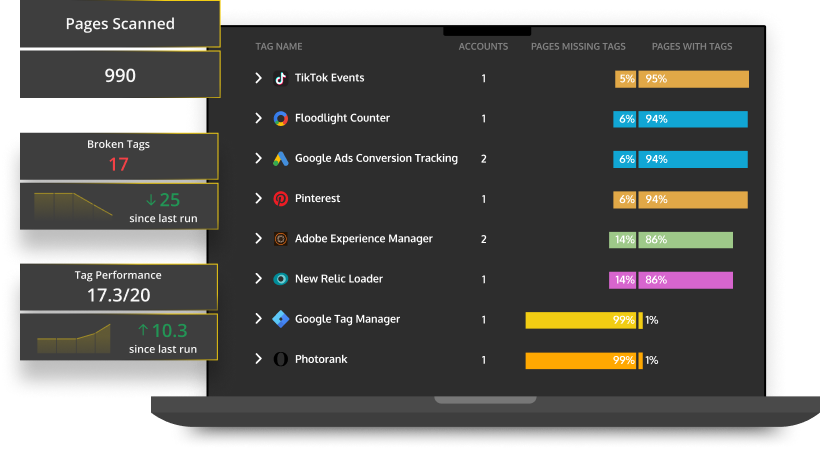 Pages Scanned
990
Broken Tags
17
↓ 25
since last run
Tag Performance
17.3/20
↑ 10.3
since last run
TAG NAME ACCOUNTS PAGES MISSING TAGS PAGES WITH TAGS
TikTok Events 1 5% 95%
Floodlight Counter 1 6% 94%
Google Ads Conversion Tracking 2 6% 94%
Pinterest 1 6% 94%
Adobe Experience Manager 2 14% 86%
New Relic Loader 1 14% 86%
Google Tag Manager 1 99% 1%
Photorank 1 99% 1%